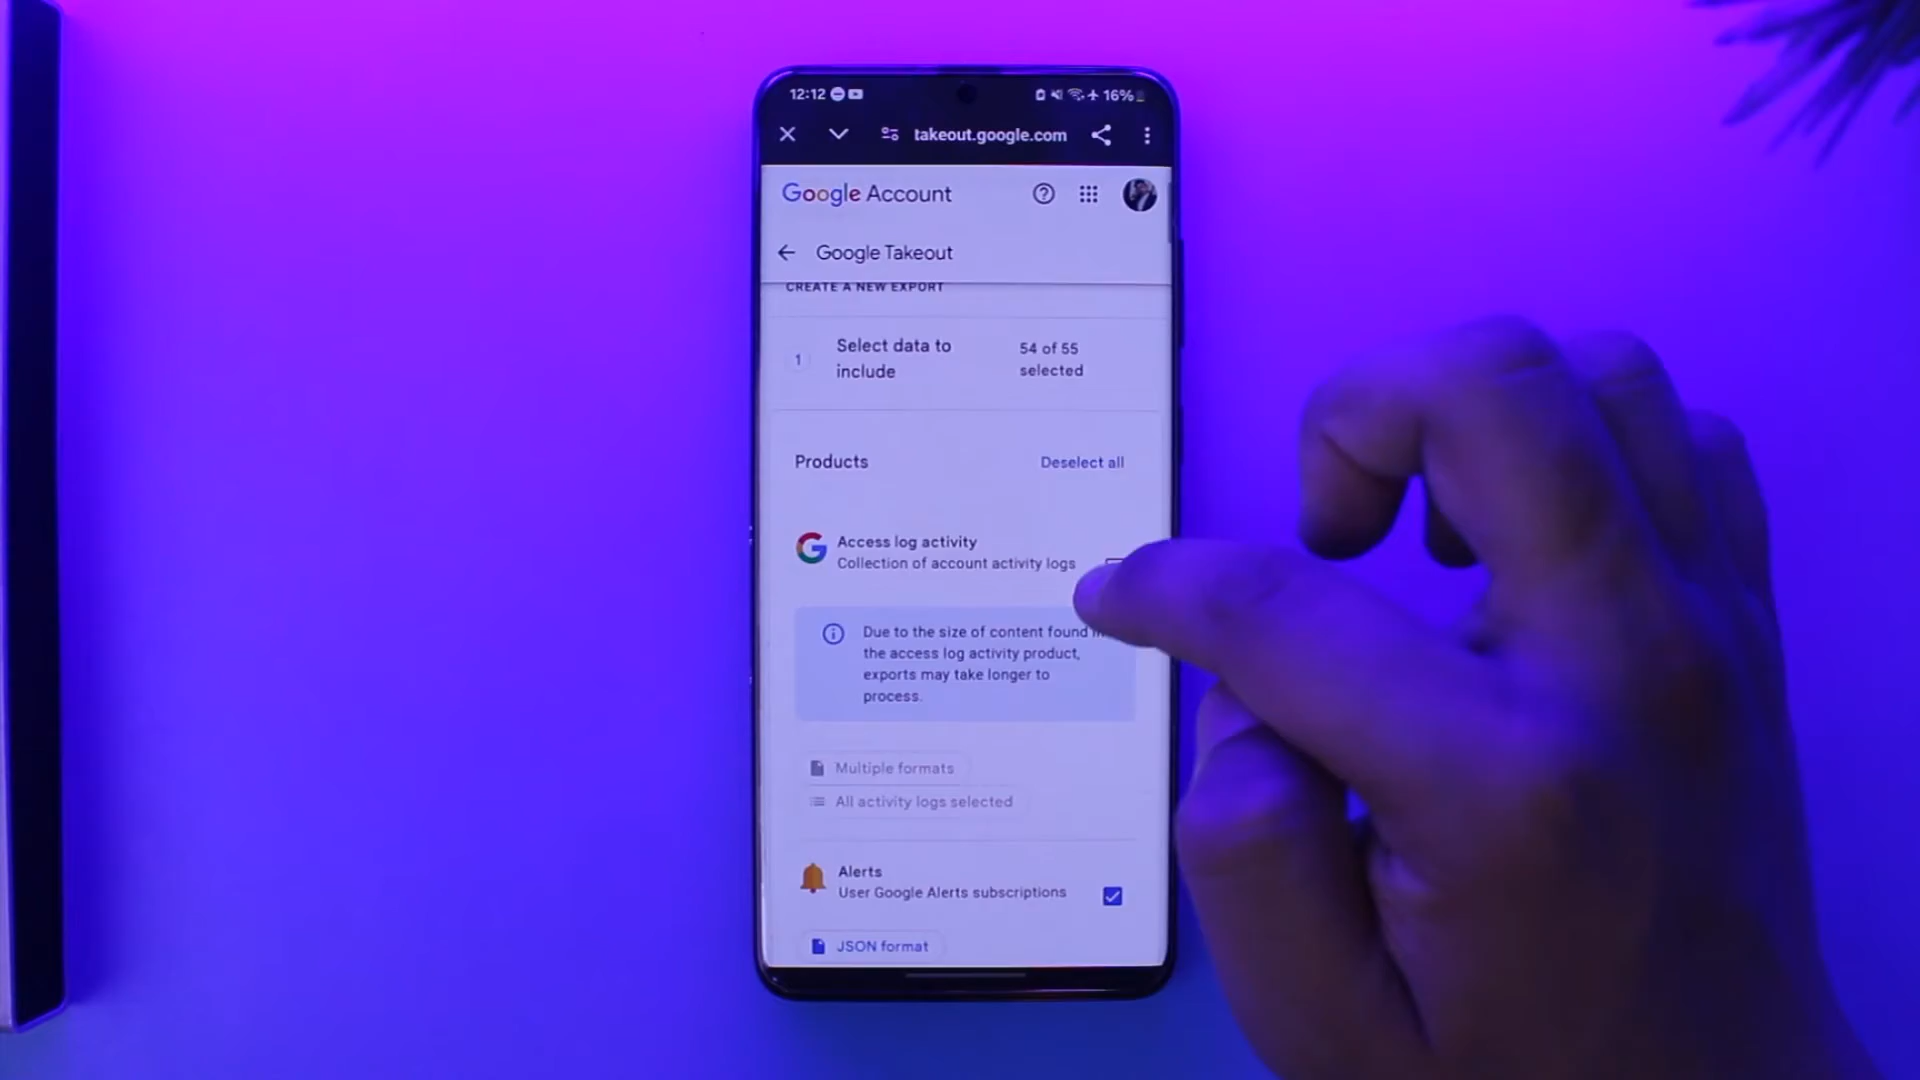 12:12
16%
takeout.google.com
Google Account
Google Takeout
CREATE A NEW EXPORT
1
Select data to
include
54 of 55
selected
Products
Deselect all
Access log activity
Collection of account activity logs
Due to the size of content found
the access log activity product,
exports may take longer to
process.
Multiple formats
All activity logs selected
Alerts
User Google Alerts subscriptions
JSON format